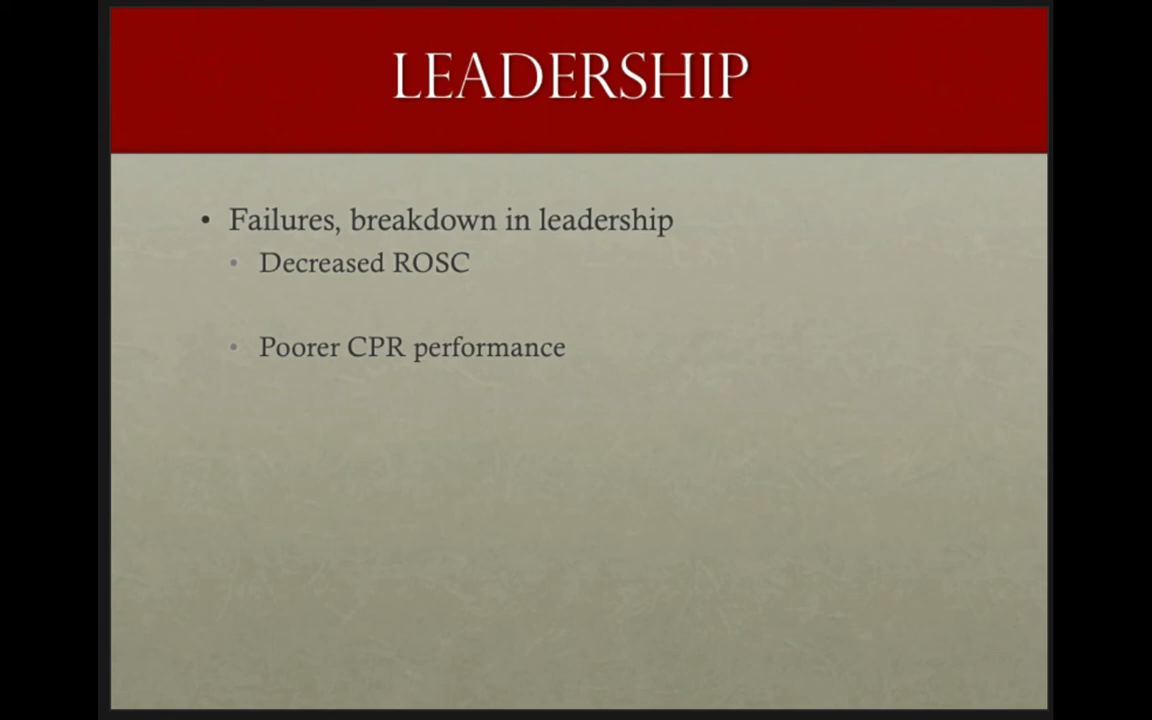 LEADERSHIP
• Failures, breakdown in leadership
• Decreased ROSC
• Poorer CPR performance